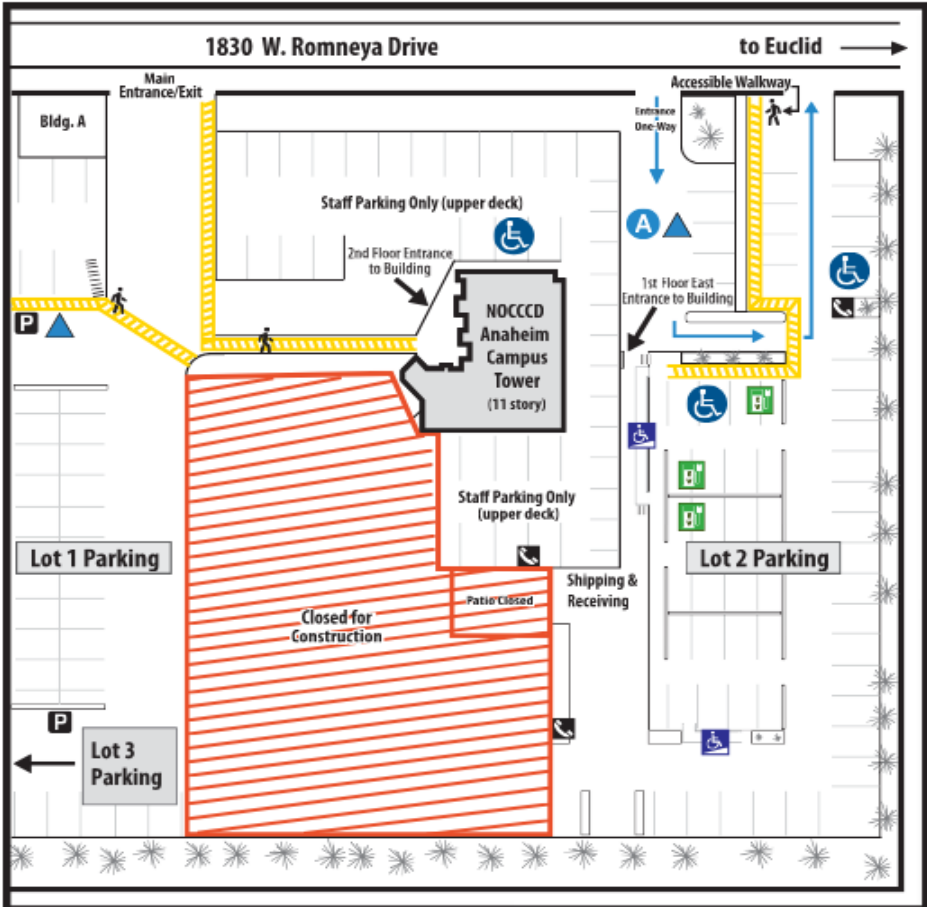 1830 W. Romneya Drive
to Euclid
Main
Entrance/Exit
Accessible Walkway
Bldg. A
Entrance
One-Way
Staff Parking Only (upper deck)
A
2nd Floor Entrance
to Building
1st Floor East
Entrance to Building
NOCCCD
Anaheim
Campus
Tower
(11 story)
P
Staff Parking Only
(upper deck)
Lot 1 Parking
Lot 2 Parking
Shipping &
Receiving
Patio Closed
Closed for
Construction
P
Lot 3
Parking